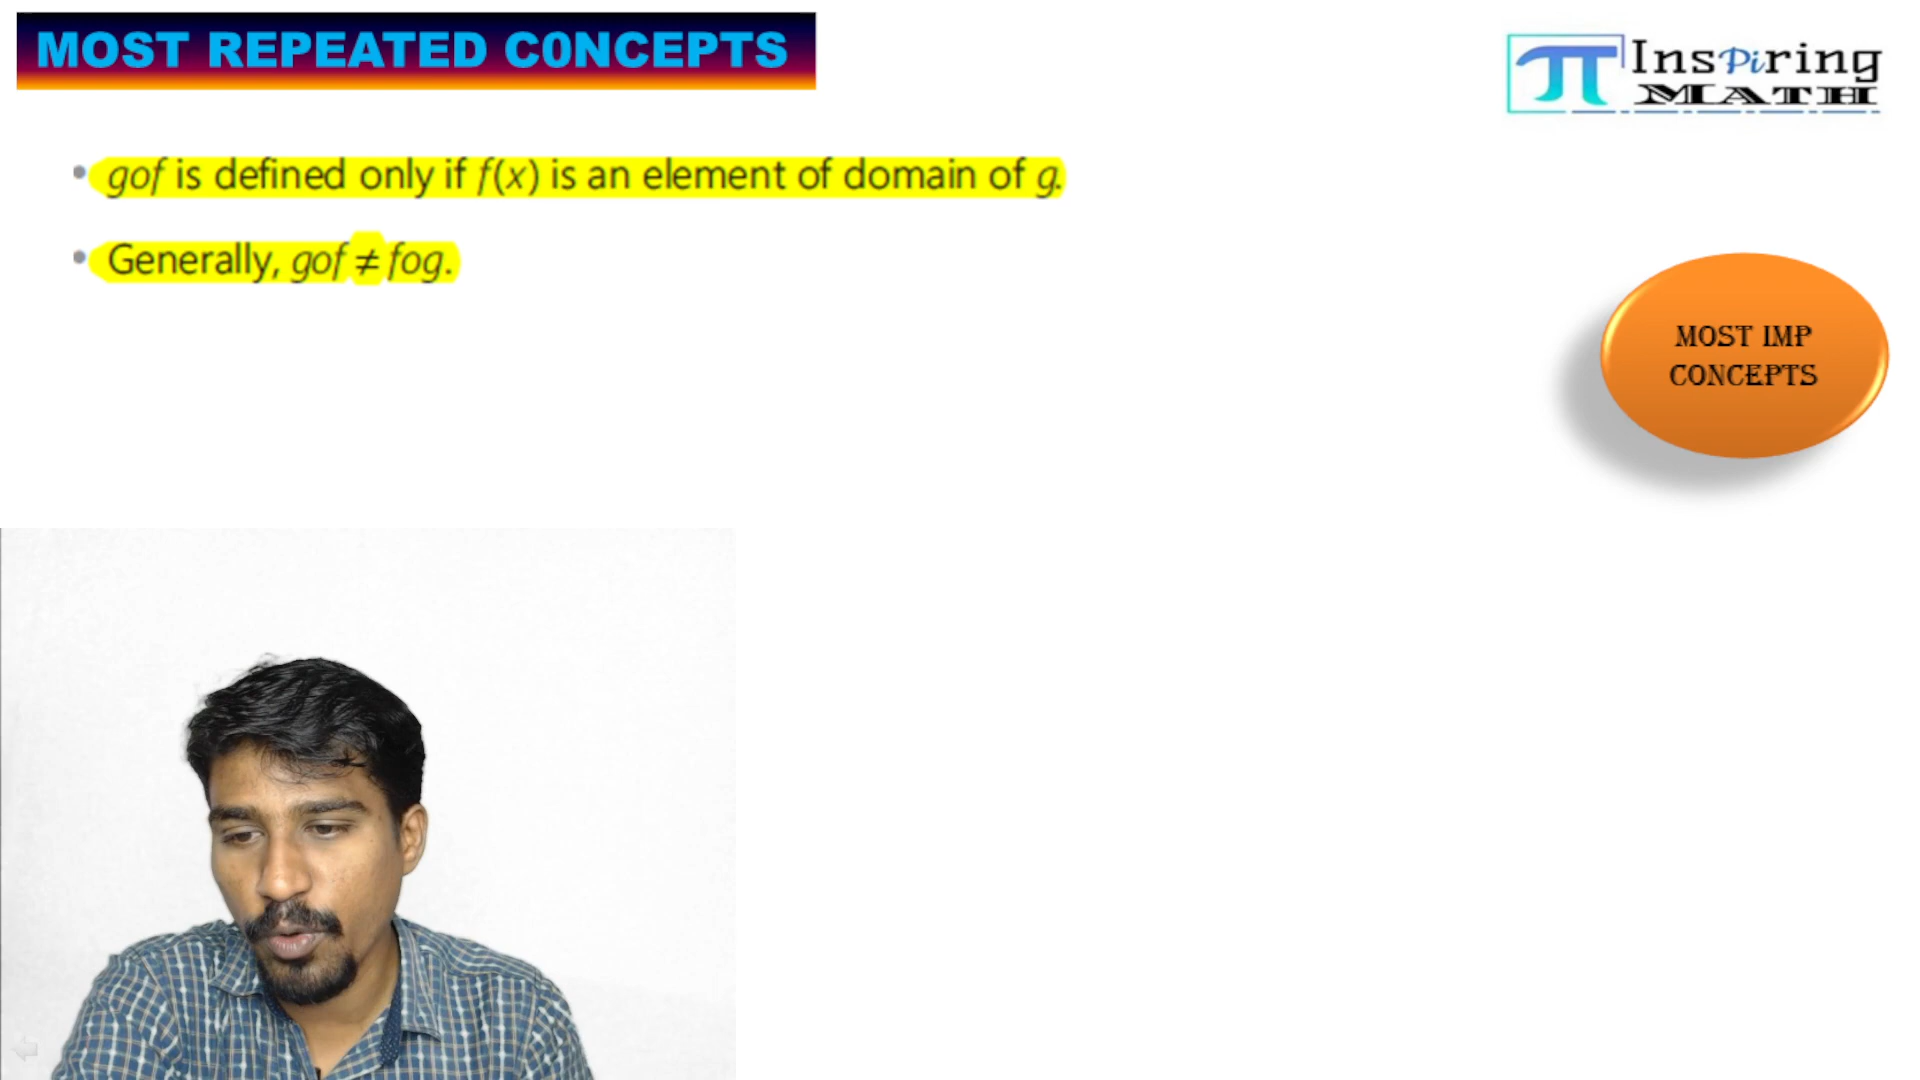 MOST REPEATED C0NCEPTS
InsPiring
MATH
• gof is defined only if f(x) is an element of domain of g.
• Generally, gof ≠ fog.
MOST IMP
CONCEPTS